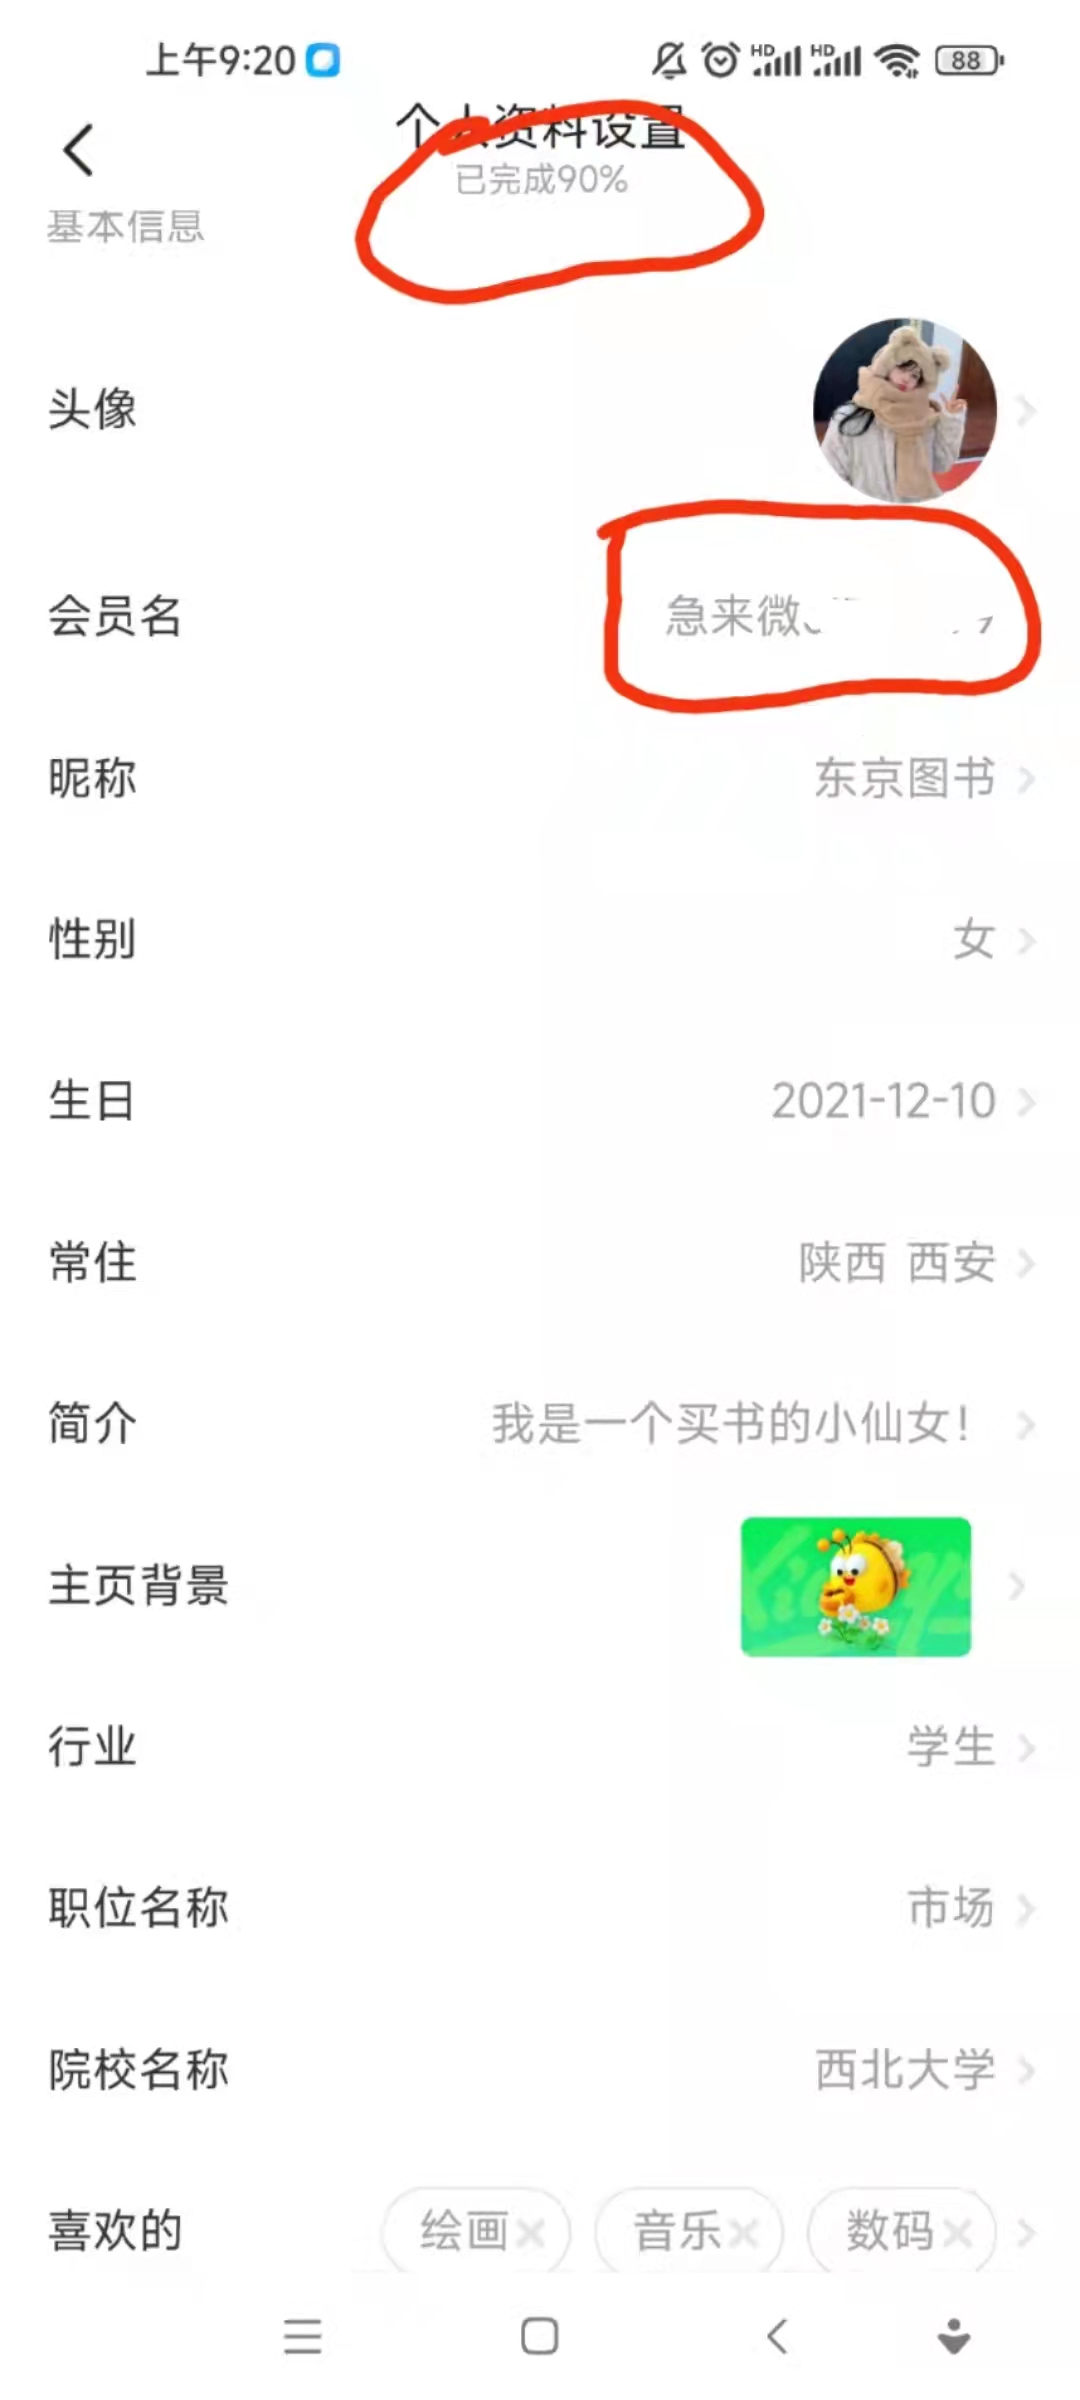 上午9:20 HD HD 88
个人资料设置
已完成90%
基本信息
头像
会员名 急来微
昵称 东京图书
性别 女
生日 2021-12-10
常住 陕西 西安
简介 我是一个买书的小仙女!
主页背景
行业 学生
职位名称 市场
院校名称 西北大学
喜欢的 绘画 音乐 数码